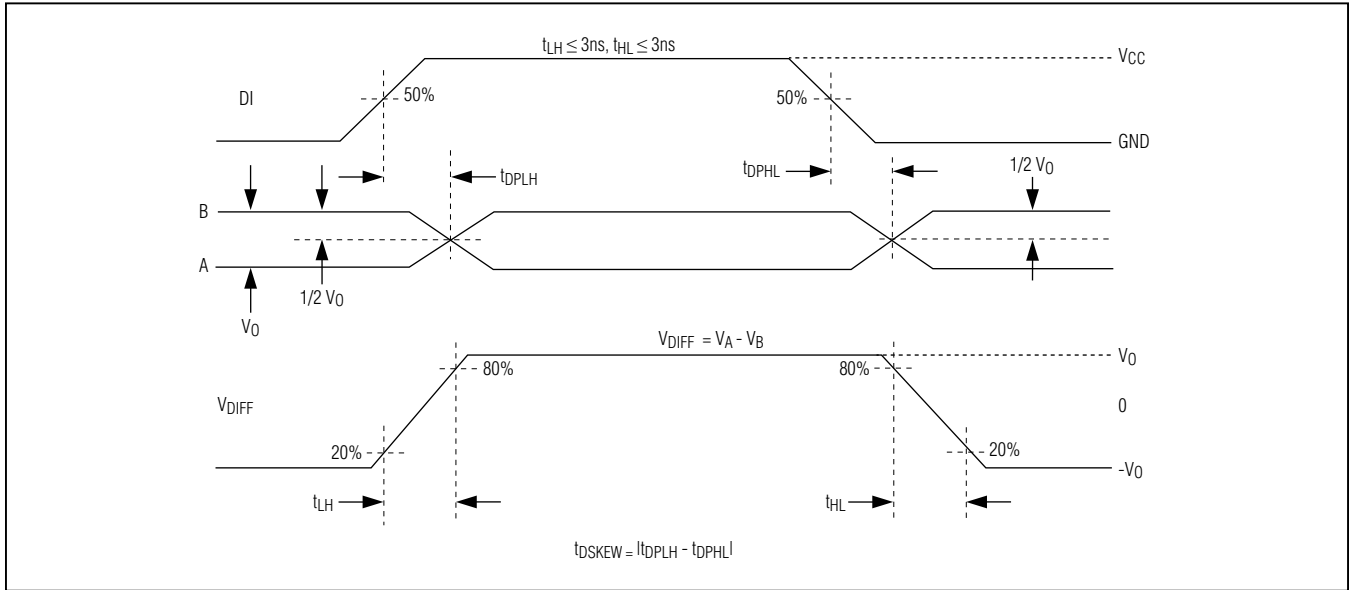 tLH ≤ 3ns, tHL ≤ 3ns
VCC
DI
50%
50%
GND
tDPLH
tDPHL
1/2 VO
B
A
1/2 VO
VO
VDIFF = VA - VB
VO
80%
80%
VDIFF
0
20%
20%
-VO
tLH
tHL
tDSKEW = |tDPLH - tDPHL|